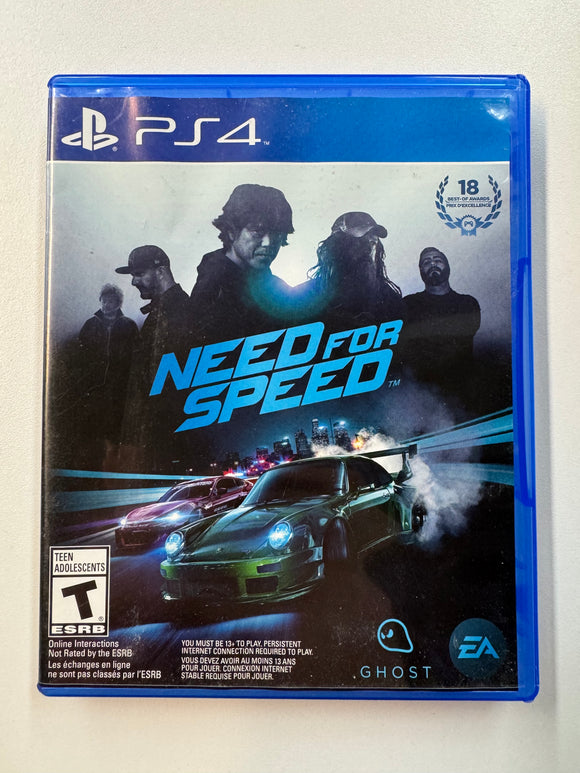 PS4™
18
BEST-OF AWARDS
PRIX D'EXCELLENCE
NEED FOR
SPEED™
TEEN
ADOLESCENTS
T
ESRB
Online Interactions
Not Rated by the ESRB
Les échanges en ligne
ne sont pas classés par l'ESRB
YOU MUST BE 13+ TO PLAY. PERSISTENT
INTERNET CONNECTION REQUIRED TO PLAY.
VOUS DEVEZ AVOIR AU MOINS 13 ANS
POUR JOUER. CONNEXION INTERNET
STABLE REQUISE POUR JOUER.
GHOST
EA